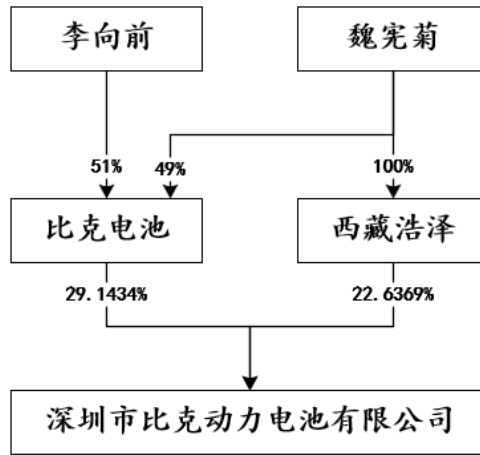 李向前
魏宪菊
51%
49%
100%
比克电池
西藏浩泽
29.1434%
22.6369%
深圳市比克动力电池有限公司